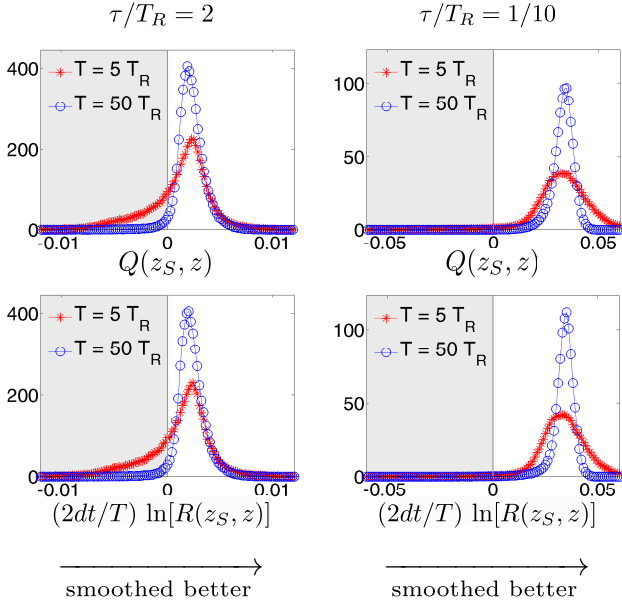 τ/T_R = 2
τ/T_R = 1/10
400
200
0
T = 5 T_R
T = 50 T_R
-0.01
0
0.01
Q(z_S, z)
100
50
0
T = 5 T_R
T = 50 T_R
-0.05
0
0.05
Q(z_S, z)
400
200
0
T = 5 T_R
T = 50 T_R
-0.01
0
0.01
(2dt/T) ln[R(z_S, z)]
100
50
0
T = 5 T_R
T = 50 T_R
-0.05
0
0.05
(2dt/T) ln[R(z_S, z)]
smoothed better
smoothed better